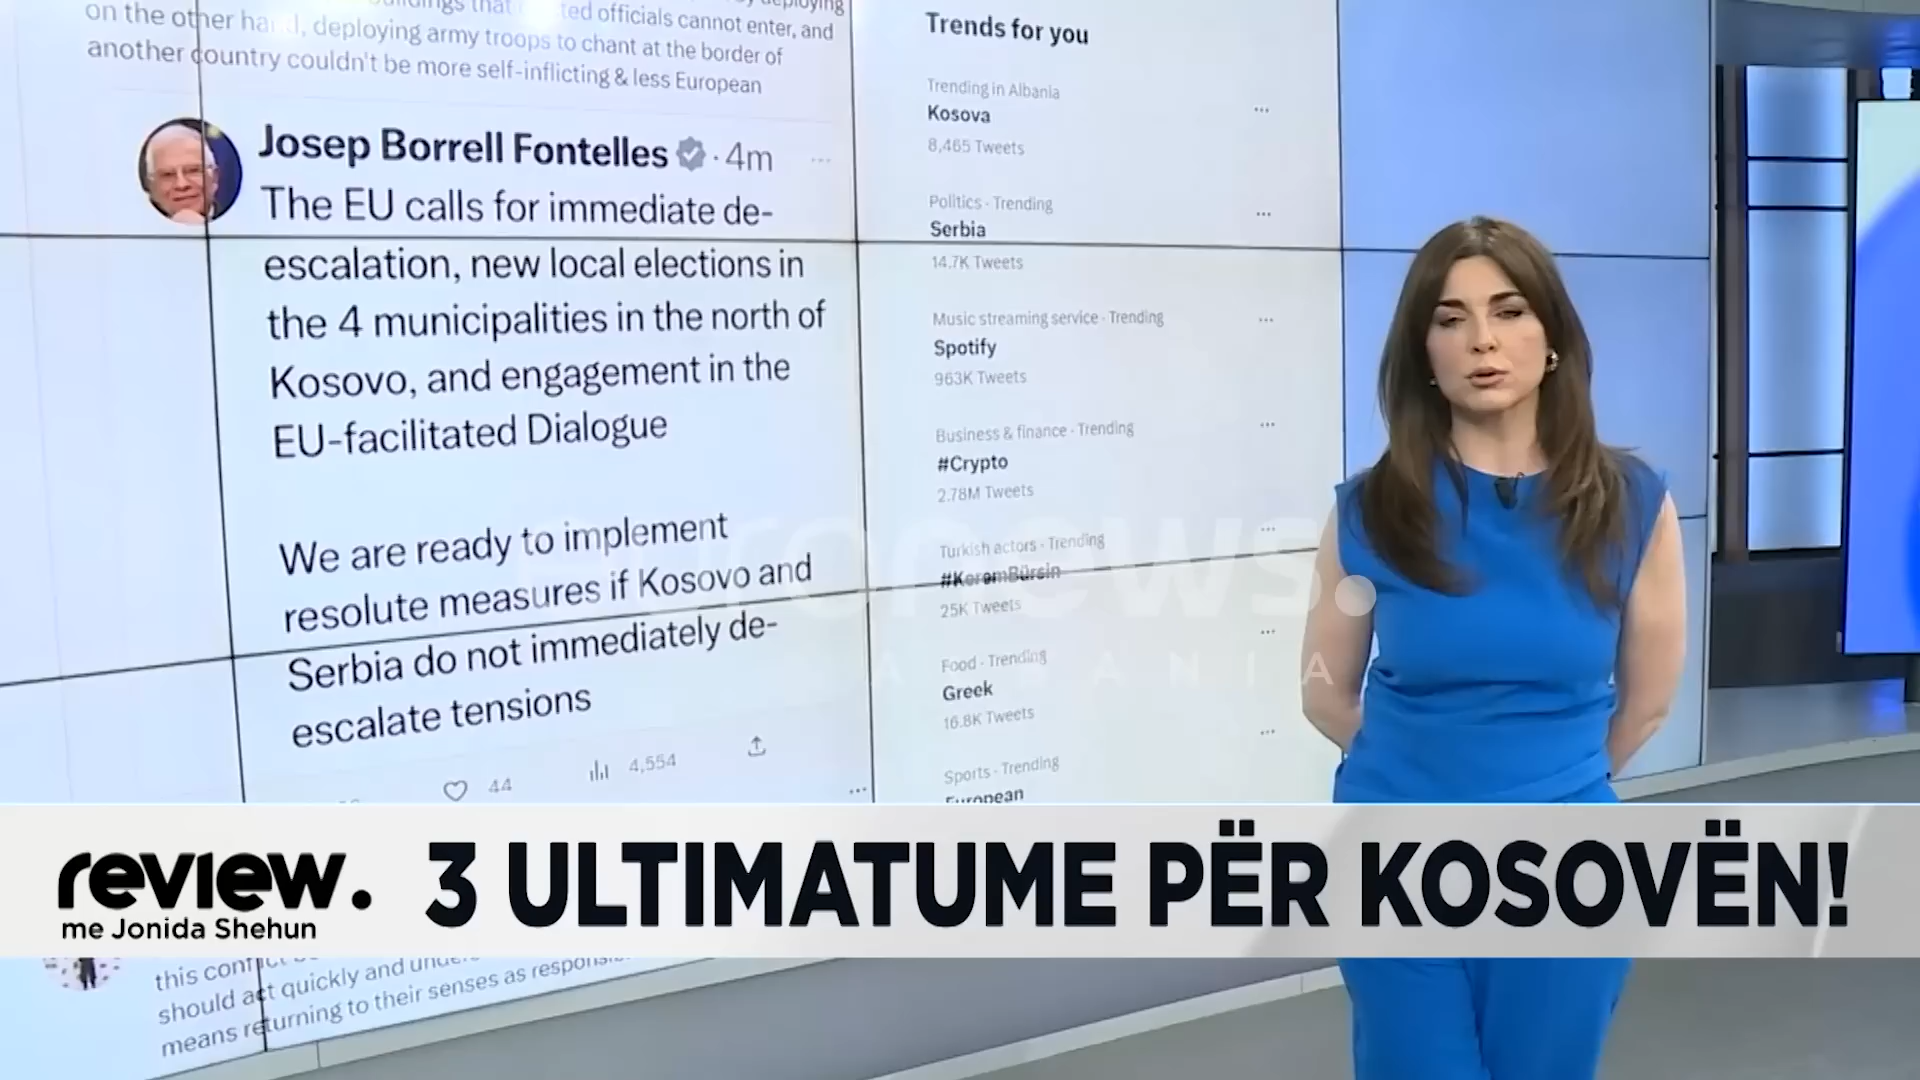 on the other hand, deploying army troops to chant at the border of
another country couldn't be more self-inflicting & less European
Josep Borrell Fontelles · 4m
The EU calls for immediate de-
escalation, new local elections in
the 4 municipalities in the north of
Kosovo, and engagement in the
EU-facilitated Dialogue
We are ready to implement
resolute measures if Kosovo and
Serbia do not immediately de-
escalate tensions
44
4,554
Trends for you
Trending in Albania
Kosova
8,465 Tweets
Politics · Trending
Serbia
14.7K Tweets
Music streaming service · Trending
Spotify
963K Tweets
Business & finance · Trending
#Crypto
2.78M Tweets
Turkish actors · Trending
#KeremBürsin
25K Tweets
Food · Trending
Greek
16.8K Tweets
Sports · Trending
European
review.
me Jonida Shehun
3 ULTIMATUME PËR KOSOVËN!
should act quickly and
means returning to their senses as